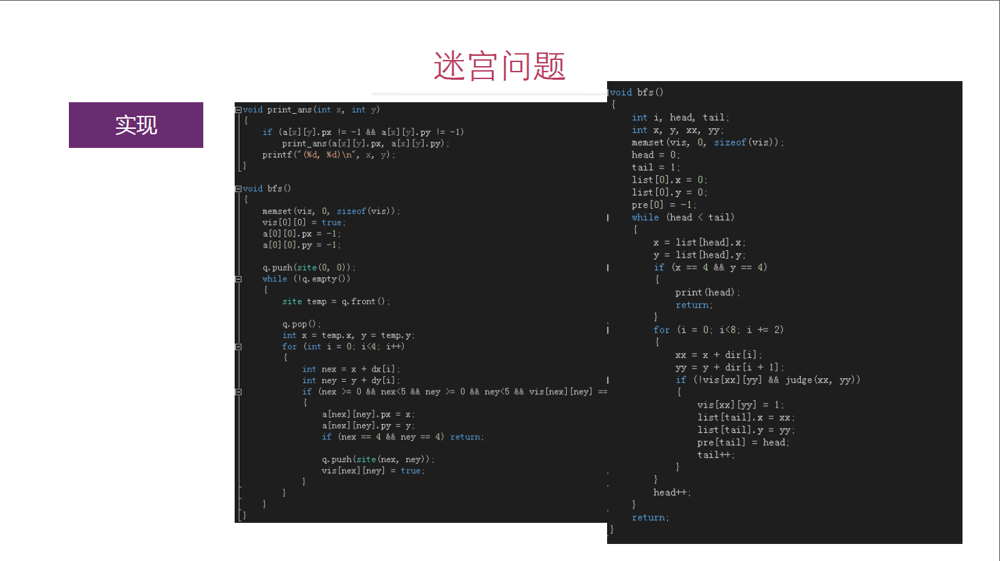 迷宫问题
实现
void print_ans(int x, int y)
{
if (a[x][y].px != -1 && a[x][y].py != -1)
print_ans(a[x][y].px, a[x][y].py);
printf("(%d, %d)\n", x, y);
}
void bfs()
{
memset(vis, 0, sizeof(vis));
vis[0][0] = true;
a[0][0].px = -1;
a[0][0].py = -1;
q.push(site(0, 0));
while (!q.empty())
{
site temp = q.front();
q.pop();
int x = temp.x, y = temp.y;
for (int i = 0; i<4; i++)
{
int nex = x + dx[i];
int ney = y + dy[i];
if (nex >= 0 && nex<5 && ney >= 0 && ney<5 && vis[nex][ney] ==
{
a[nex][ney].px = x;
a[nex][ney].py = y;
if (nex == 4 && ney == 4) return;
q.push(site(nex, ney));
vis[nex][ney] = true;
}
}
}
}
void bfs()
{
int i, head, tail;
int x, y, xx, yy;
memset(vis, 0, sizeof(vis));
head = 0;
tail = 1;
list[0].x = 0;
list[0].y = 0;
pre[0] = -1;
while (head < tail)
{
x = list[head].x;
y = list[head].y;
if (x == 4 && y == 4)
{
print(head);
return;
}
for (i = 0; i<8; i += 2)
{
xx = x + dir[i];
yy = y + dir[i + 1];
if (!vis[xx][yy] && judge(xx, yy))
{
vis[xx][yy] = 1;
list[tail].x = xx;
list[tail].y = yy;
pre[tail] = head;
tail++;
}
}
head++;
}
return;
}